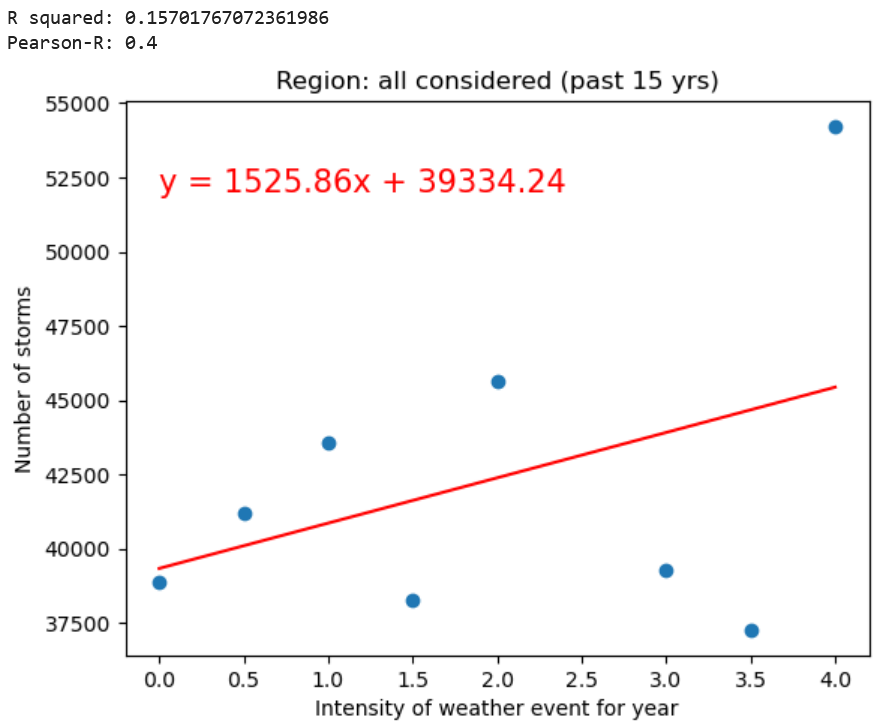 R squared: 0.15701767072361986
Pearson-R: 0.4
Region: all considered (past 15 yrs)
55000
y = 1525.86x + 39334.24
52500
50000
47500
45000
42500
40000
37500
Number of storms
0.0 0.5 1.0 1.5 2.0 2.5 3.0 3.5 4.0
Intensity of weather event for year